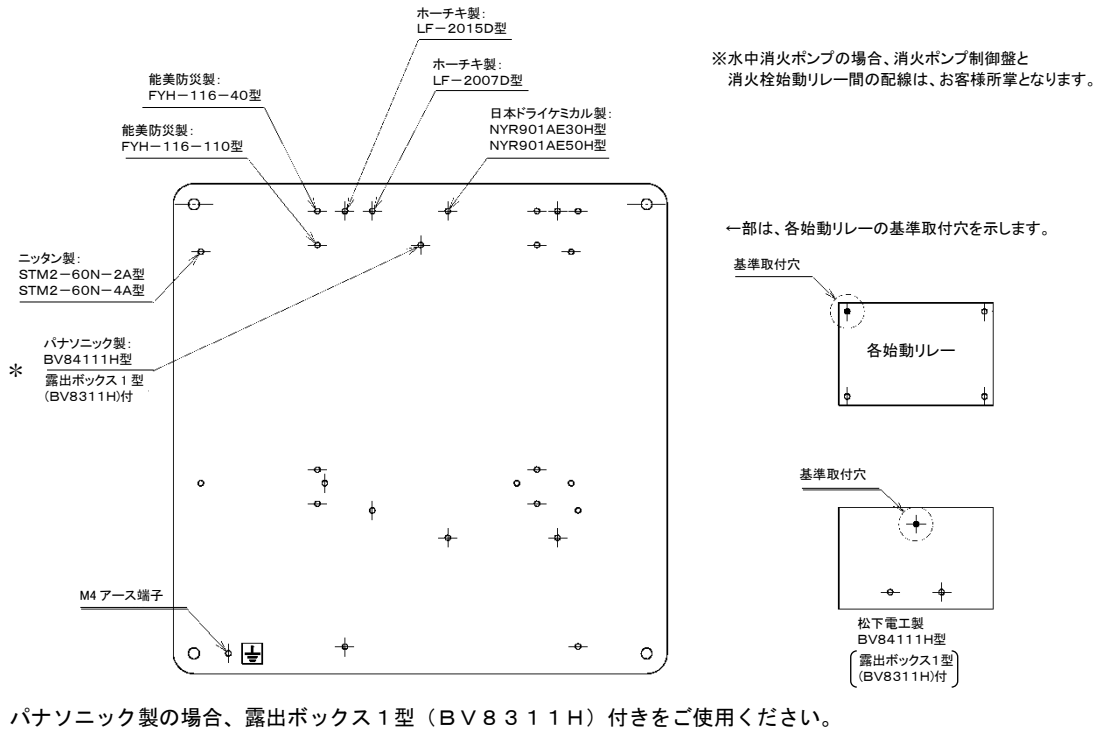 ホーチキ製:
LF－2015D型
ホーチキ製:
LF－2007D型
能美防災製:
FYH－116－40型
日本ドライケミカル製:
NYR901AE30H型
NYR901AE50H型
能美防災製:
FYH－116－110型
※水中消火ポンプの場合、消火ポンプ制御盤と
消火栓始動リレー間の配線は、お客様所掌となります。
ニッタン製:
STM2－60N－2A型
STM2－60N－4A型
＊
パナソニック製:
BV84111H型
露出ボックス１型
(BV8311H)付
←部は、各始動リレーの基準取付穴を示します。
基準取付穴
各始動リレー
基準取付穴
松下電工製
BV84111H型
露出ボックス1型
(BV8311H)付
M4 アース端子
パナソニック製の場合、露出ボックス１型（ＢＶ８３１１Ｈ）付きをご使用ください。